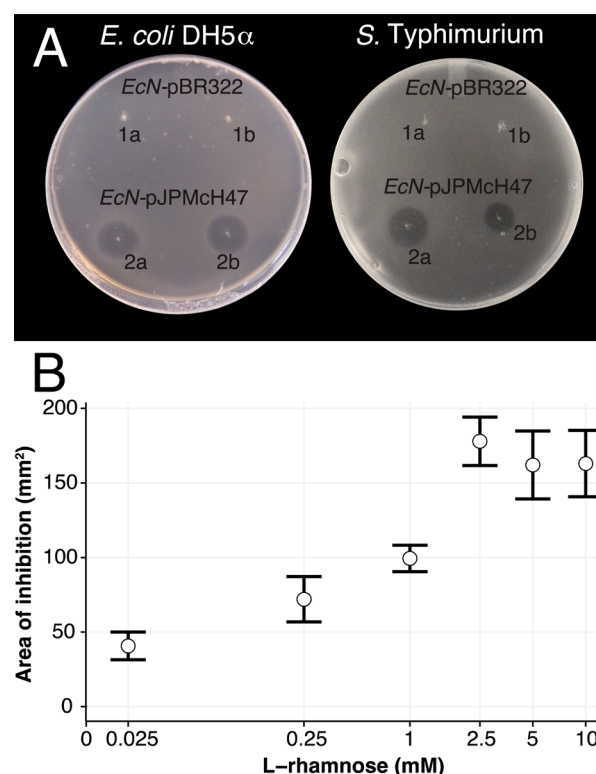 A
E. coli DH5α
S. Typhimurium
EcN-pBR322
1a
1b
EcN-pJPMcH47
2a
2b
EcN-pBR322
1a
1b
EcN-pJPMcH47
2a
2b
B
Area of inhibition (mm²)
200
150
100
50
0
0 0.025 0.25 1 2.5 5 10
L−rhamnose (mM)